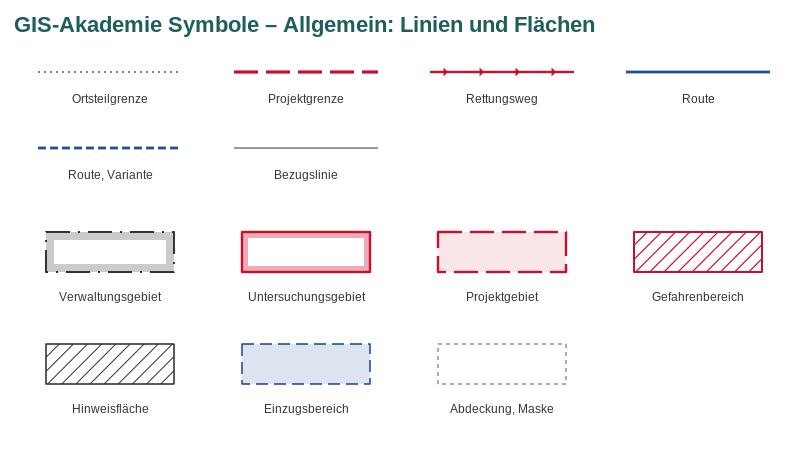 GIS-Akademie Symbole – Allgemein: Linien und Flächen
Ortsteilgrenze
Projektgrenze
Rettungsweg
Route
Route, Variante
Bezugslinie
Verwaltungsgebiet
Untersuchungsgebiet
Projektgebiet
Gefahrenbereich
Hinweisfläche
Einzugsbereich
Abdeckung, Maske